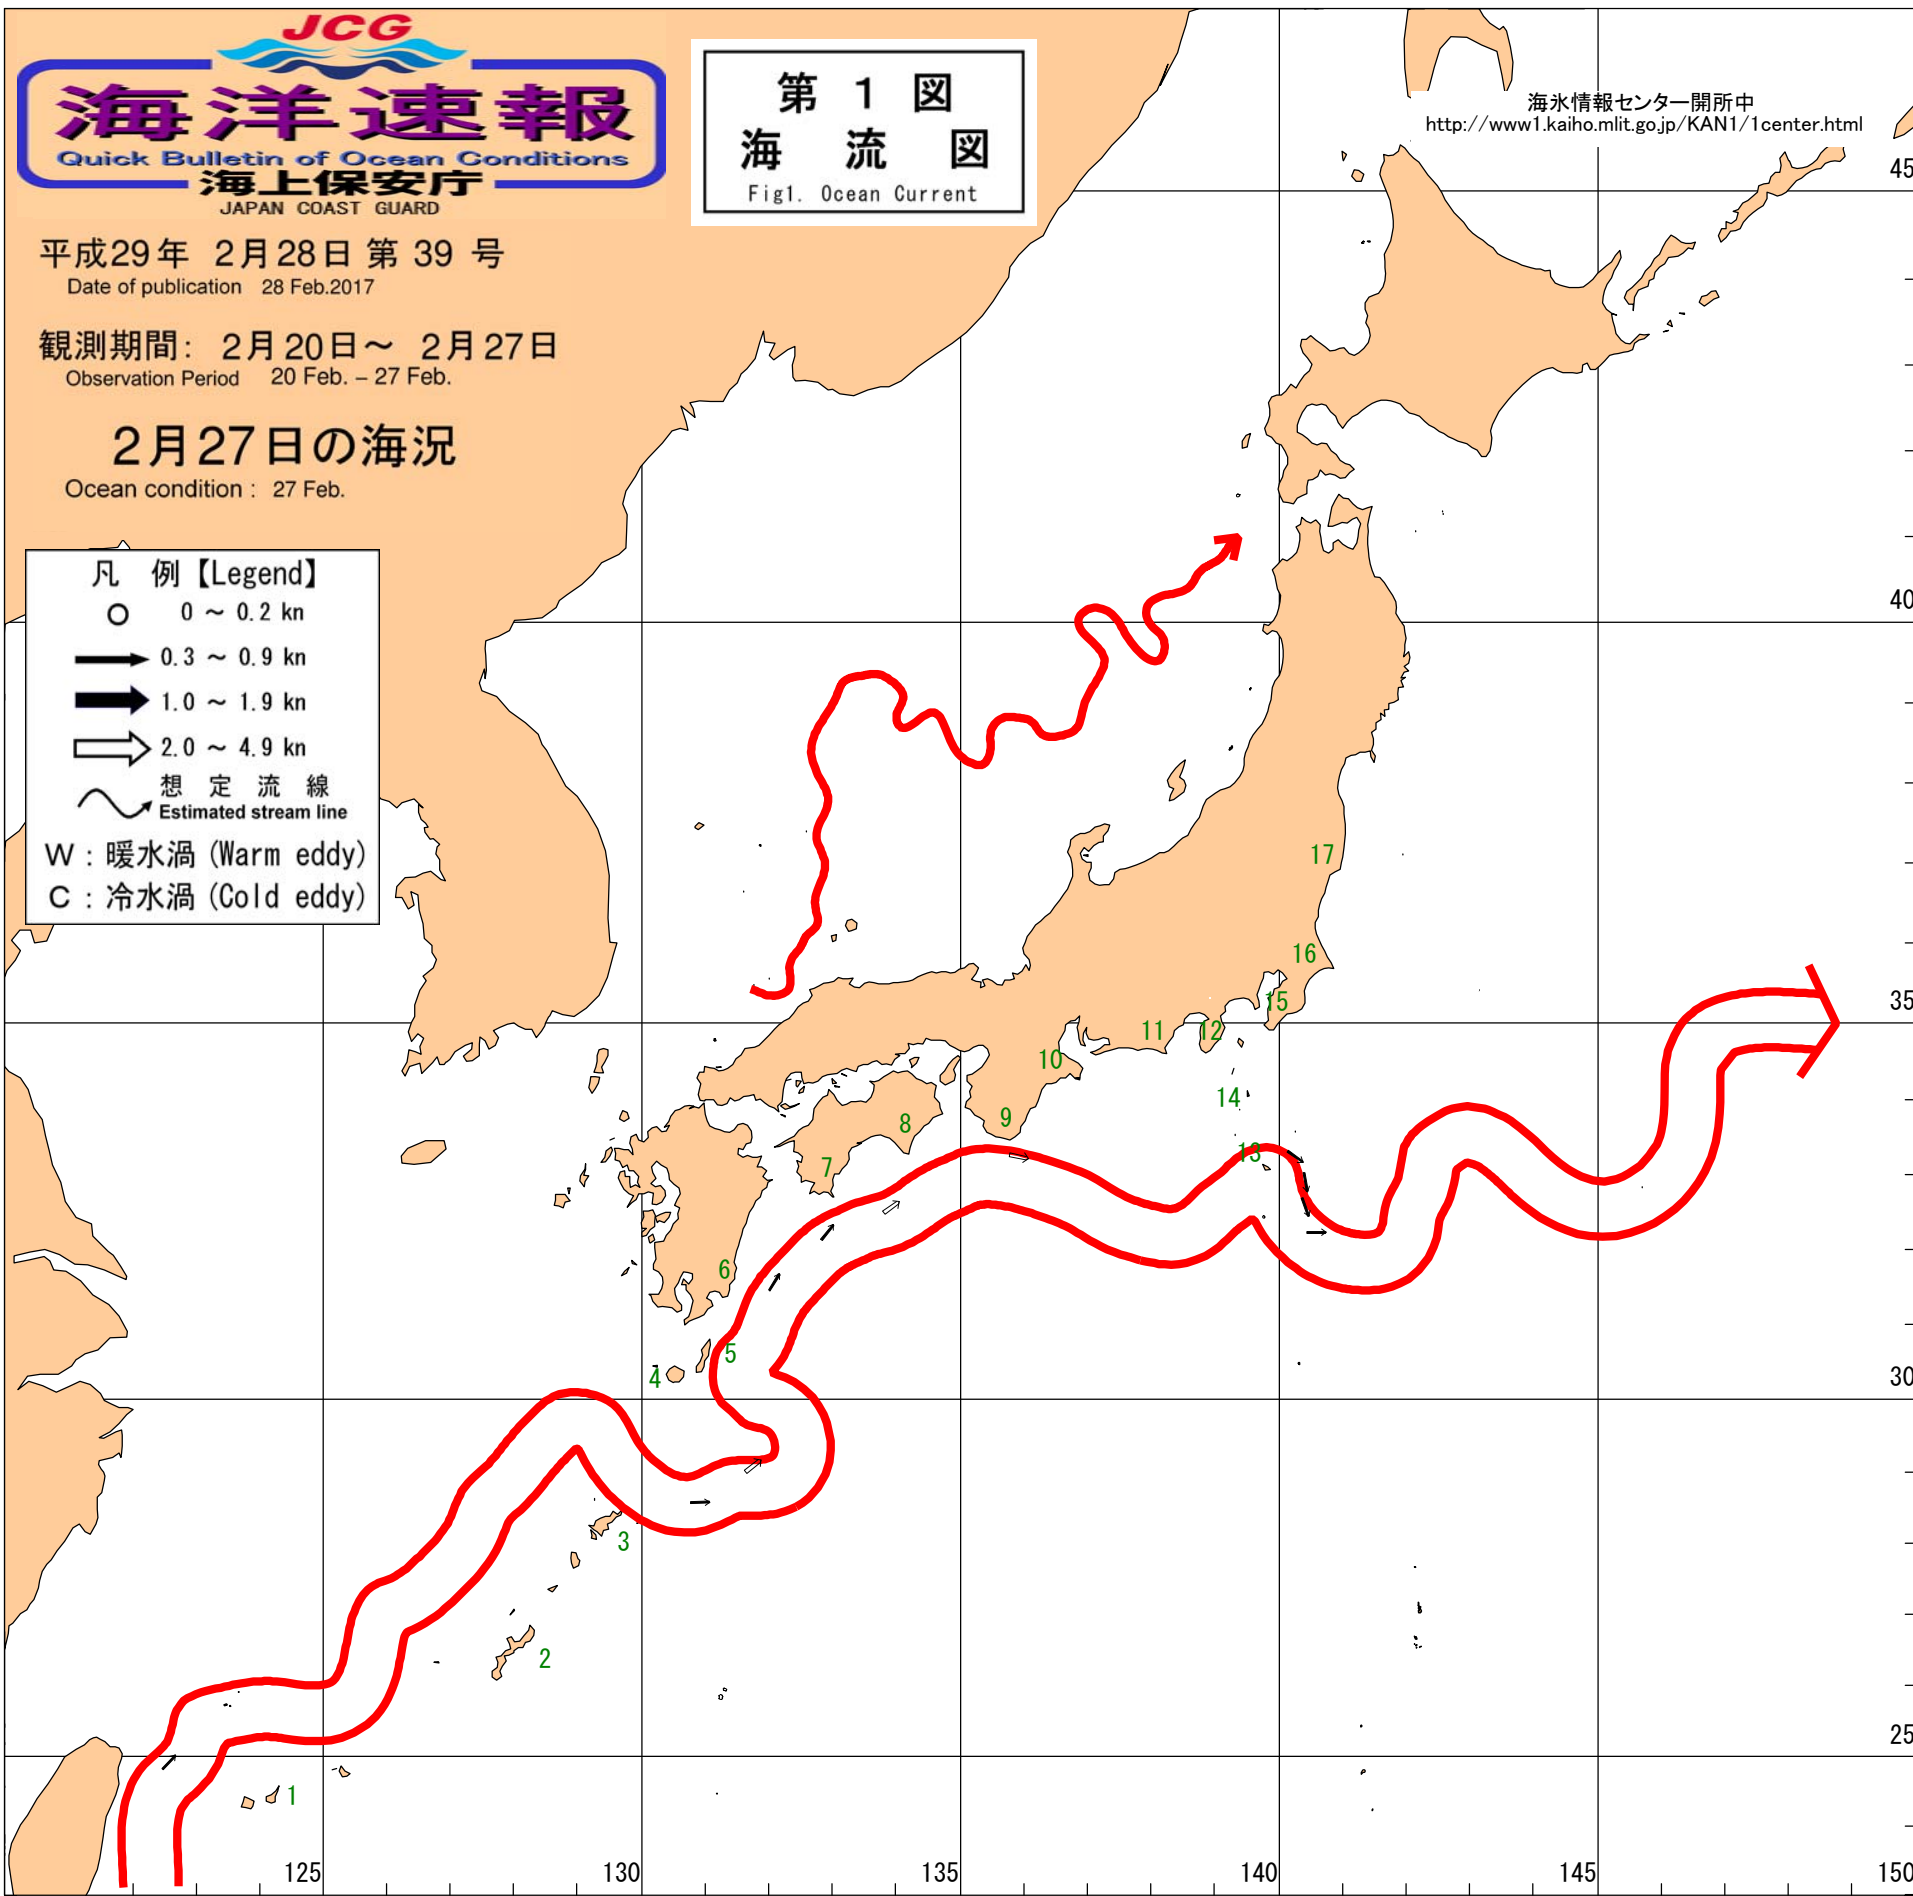 JCG
海洋速報
Quick Bulletin of Ocean Conditions
海上保安庁
JAPAN COAST GUARD
平成29年 2月28日 第 39 号
Date of publication 28 Feb.2017
観測期間: 2月20日～ 2月27日
Observation Period 20 Feb. – 27 Feb.
2月27日の海況
Ocean condition : 27 Feb.
第 1 図
海 流 図
Fig1. Ocean Current
海氷情報センター開所中
http://www1.kaiho.mlit.go.jp/KAN1/1center.html
凡 例【Legend】
0 ～ 0.2 kn
0.3 ～ 0.9 kn
1.0 ～ 1.9 kn
2.0 ～ 4.9 kn
想 定 流 線
Estimated stream line
W : 暖水渦 (Warm eddy)
C : 冷水渦 (Cold eddy)
45
40
35
30
25
17
16
15
12
11
10
14
13
9
8
7
6
5
4
3
2
1
125
130
135
140
145
150